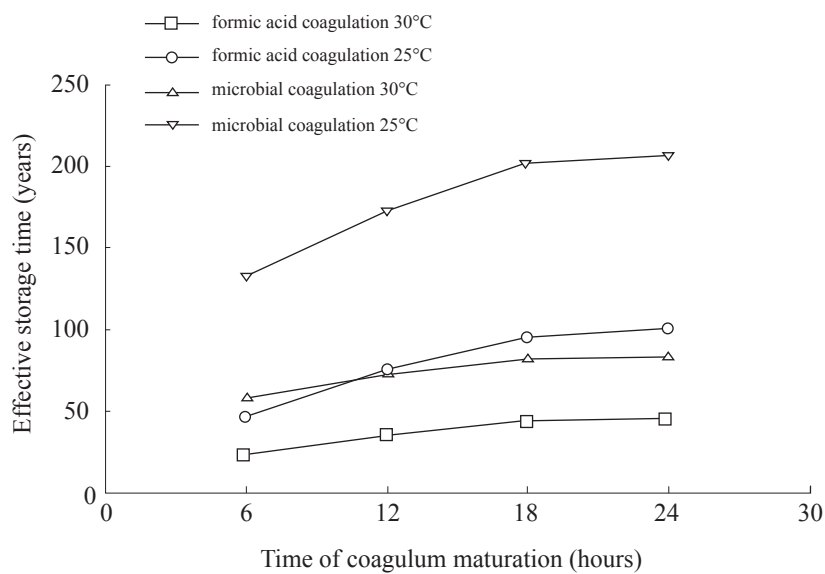 formic acid coagulation 30°C
formic acid coagulation 25°C
microbial coagulation 30°C
microbial coagulation 25°C
250
200
150
100
50
0
Effective storage time (years)
0 6 12 18 24 30
Time of coagulum maturation (hours)